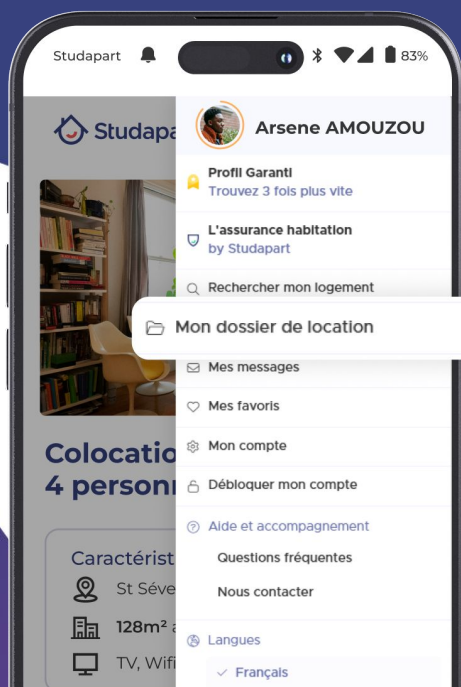 Studapart
83%
Studapa
Arsene AMOUZOU
Profil Garanti
Trouvez 3 fois plus vite
L'assurance habitation
by Studapart
Rechercher mon logement
Mon dossier de location
Mes messages
Mes favoris
Colocatio
Mon compte
4 personn
Débloquer mon compte
Aide et accompagnement
Caractérist
Questions fréquentes
St Séve
Nous contacter
128m² a
Langues
TV, Wifi
Français